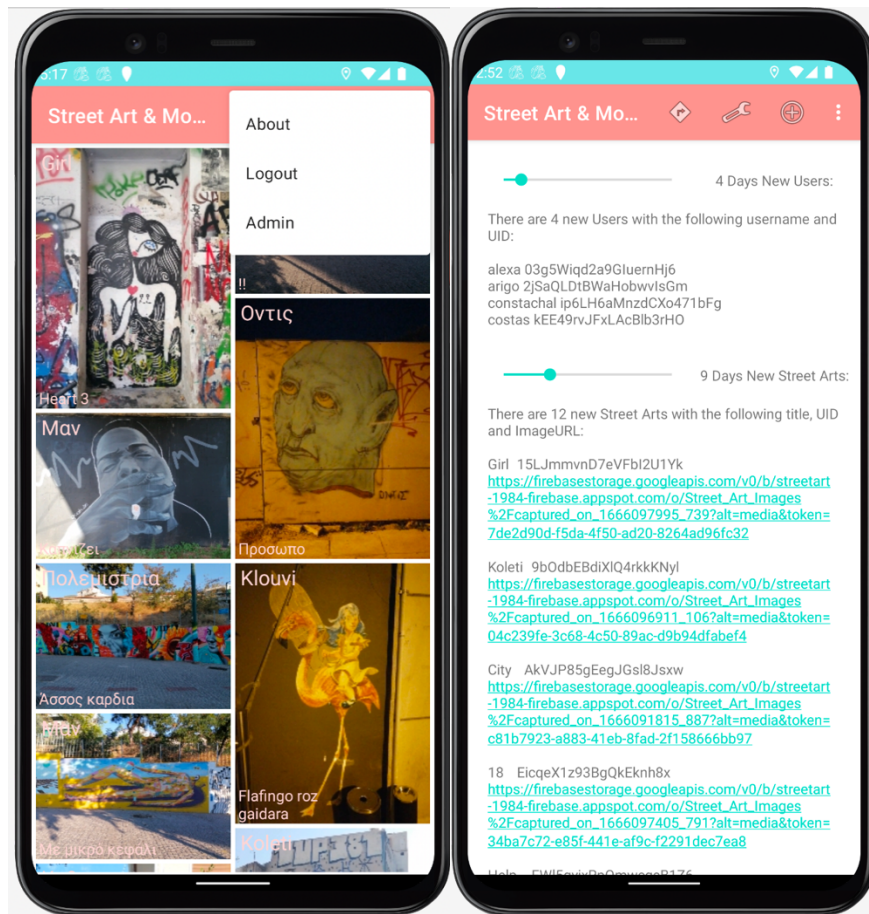 5:17
Street Art & Mo...
About
Logout
Admin
Girl
Heart 3
!!
Οντις
Προσωπο
Μαν
Πολεμιστρια
Άσσος καρδια
Μαν
Με μικρο κεφαλι
Klouvi
Flafingo roz
gaidara
Koleti
2:52
Street Art & Mo...
4 Days New Users:
There are 4 new Users with the following username and
UID:
alexa 03g5Wiqd2a9GIuernHj6
arigo 2jSaQLDtBWaHobwvIsGm
constachal ip6LH6aMnzdCXo471bFg
costas kEE49rvJFxLAcBlb3rHO
9 Days New Street Arts:
There are 12 new Street Arts with the following title, UID
and ImageURL:
Girl 15LJmmvnD7eVFbI2U1Yk
https://firebasestorage.googleapis.com/v0/b/streetart
-1984-firebase.appspot.com/o/Street_Art_Images
%2Fcaptured_on_1666097995_739?alt=media&token=
7de2d90d-f5da-4f50-ad20-8264ad96fc32
Koleti 9bOdbEBdiXlQ4rkkKNyl
https://firebasestorage.googleapis.com/v0/b/streetart
-1984-firebase.appspot.com/o/Street_Art_Images
%2Fcaptured_on_1666096911_106?alt=media&token=
04c239fe-3c68-4c50-89ac-d9b94dfabef4
City AkVJP85gEegJGsl8Jsxw
https://firebasestorage.googleapis.com/v0/b/streetart
-1984-firebase.appspot.com/o/Street_Art_Images
%2Fcaptured_on_1666091815_887?alt=media&token=
c81b7923-a883-41eb-8fad-2f158666bb97
18 EicqeX1z93BgQkEknh8x
https://firebasestorage.googleapis.com/v0/b/streetart
-1984-firebase.appspot.com/o/Street_Art_Images
%2Fcaptured_on_1666097405_791?alt=media&token=
34ba7c72-e85f-441e-af9c-f2291dec7ea8